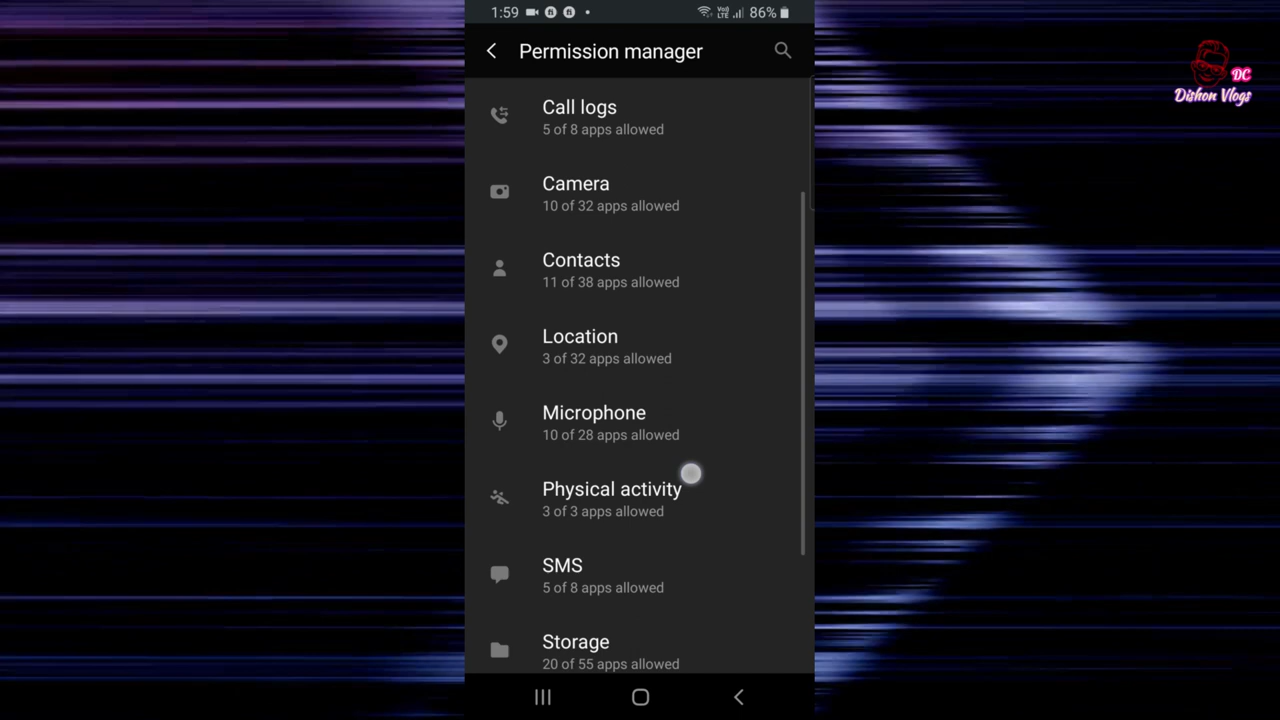 1:59
Vo))
LTE
86%
Permission manager
DC
Dishon Vlogs
Call logs
5 of 8 apps allowed
Camera
10 of 32 apps allowed
Contacts
11 of 38 apps allowed
Location
3 of 32 apps allowed
Microphone
10 of 28 apps allowed
Physical activity
3 of 3 apps allowed
SMS
5 of 8 apps allowed
Storage
20 of 55 apps allowed